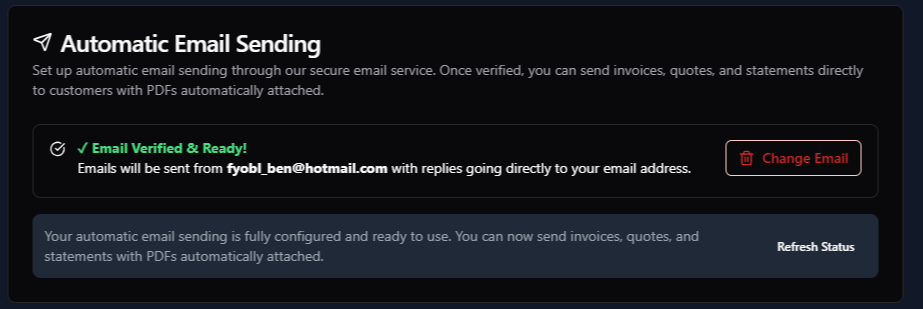 Automatic Email Sending
Set up automatic email sending through our secure email service. Once verified, you can send invoices, quotes, and statements directly
to customers with PDFs automatically attached.
✓ Email Verified & Ready!
Emails will be sent from fyobl_ben@hotmail.com with replies going directly to your email address.
Change Email
Your automatic email sending is fully configured and ready to use. You can now send invoices, quotes, and
statements with PDFs automatically attached.
Refresh Status